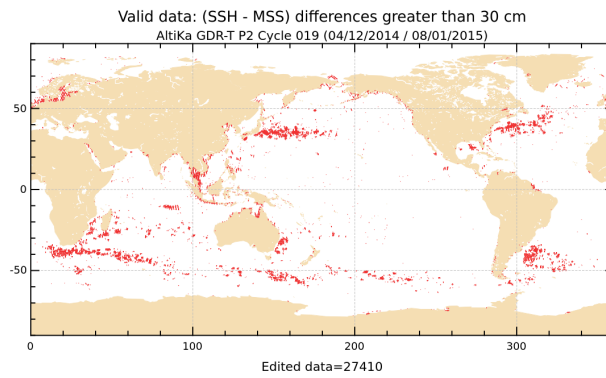 Valid data: (SSH - MSS) differences greater than 30 cm
AltiKa GDR-T P2 Cycle 019 (04/12/2014 / 08/01/2015)
50
0
-50
0
100
200
300
Edited data=27410